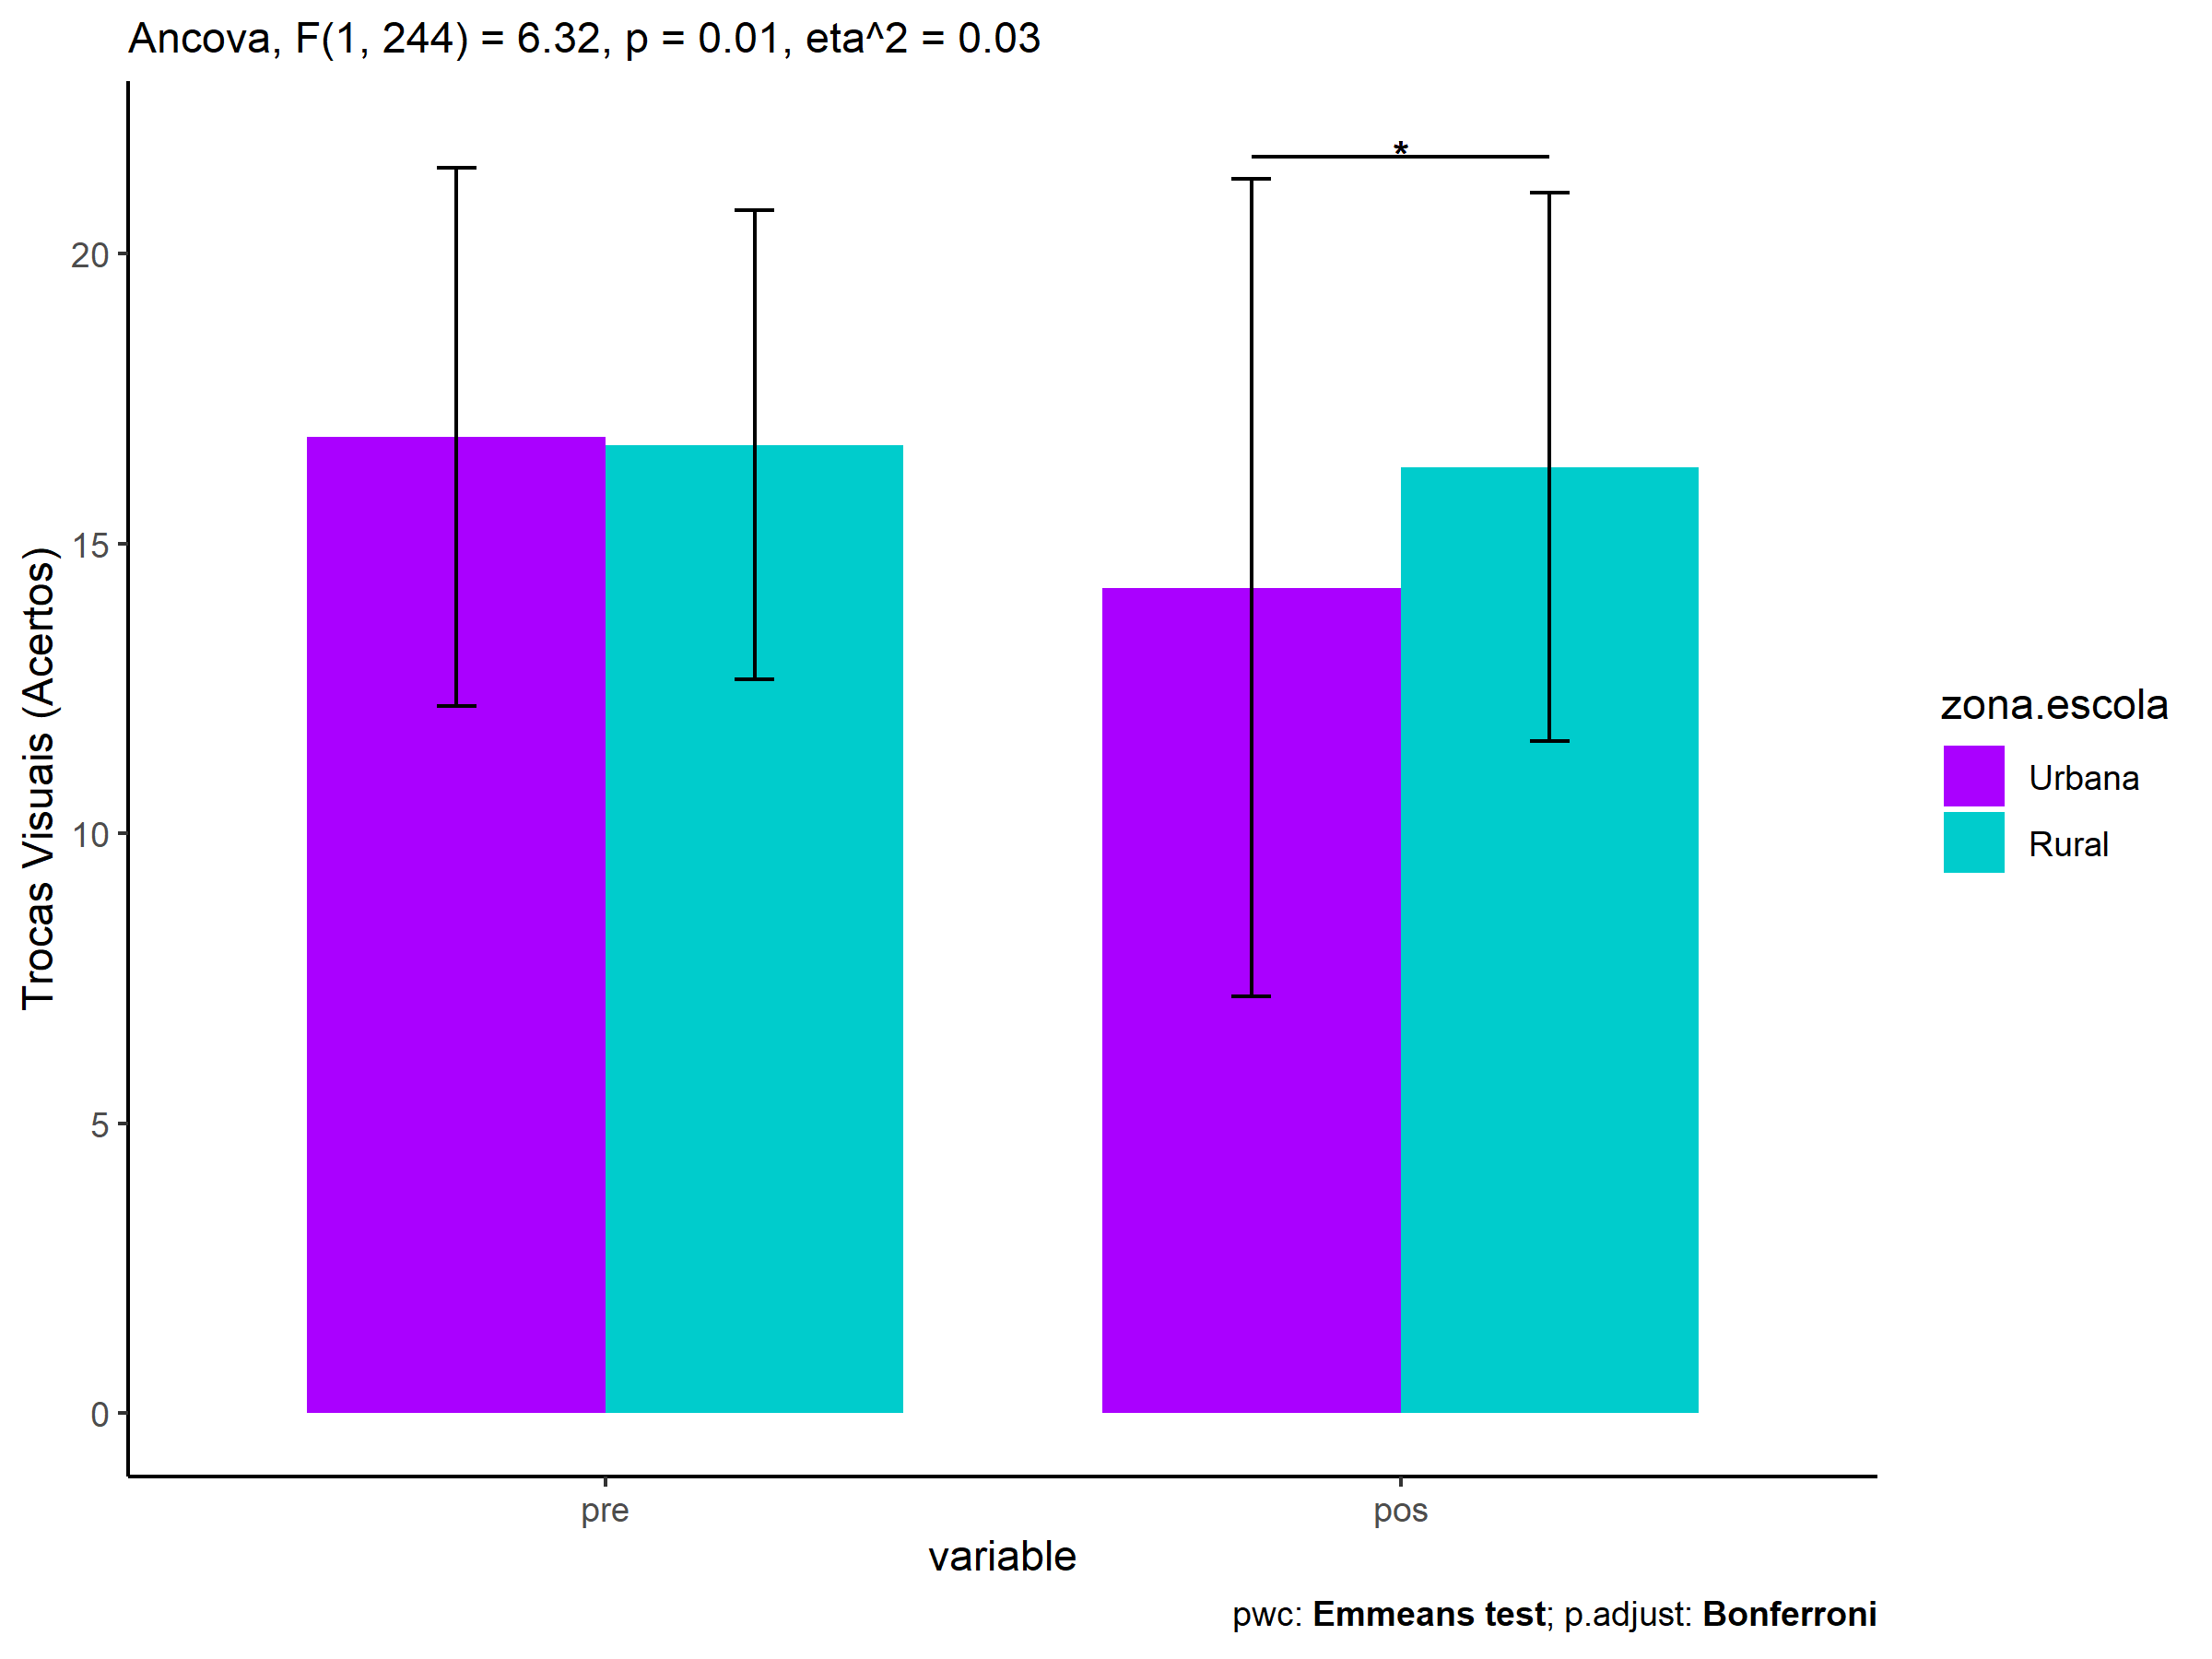 Ancova, F(1, 244) = 6.32, p = 0.01, eta^2 = 0.03
*
20
15
10
5
0
Trocas Visuais (Acertos)
pre
pos
variable
zona.escola
Urbana
Rural
pwc: Emmeans test; p.adjust: Bonferroni